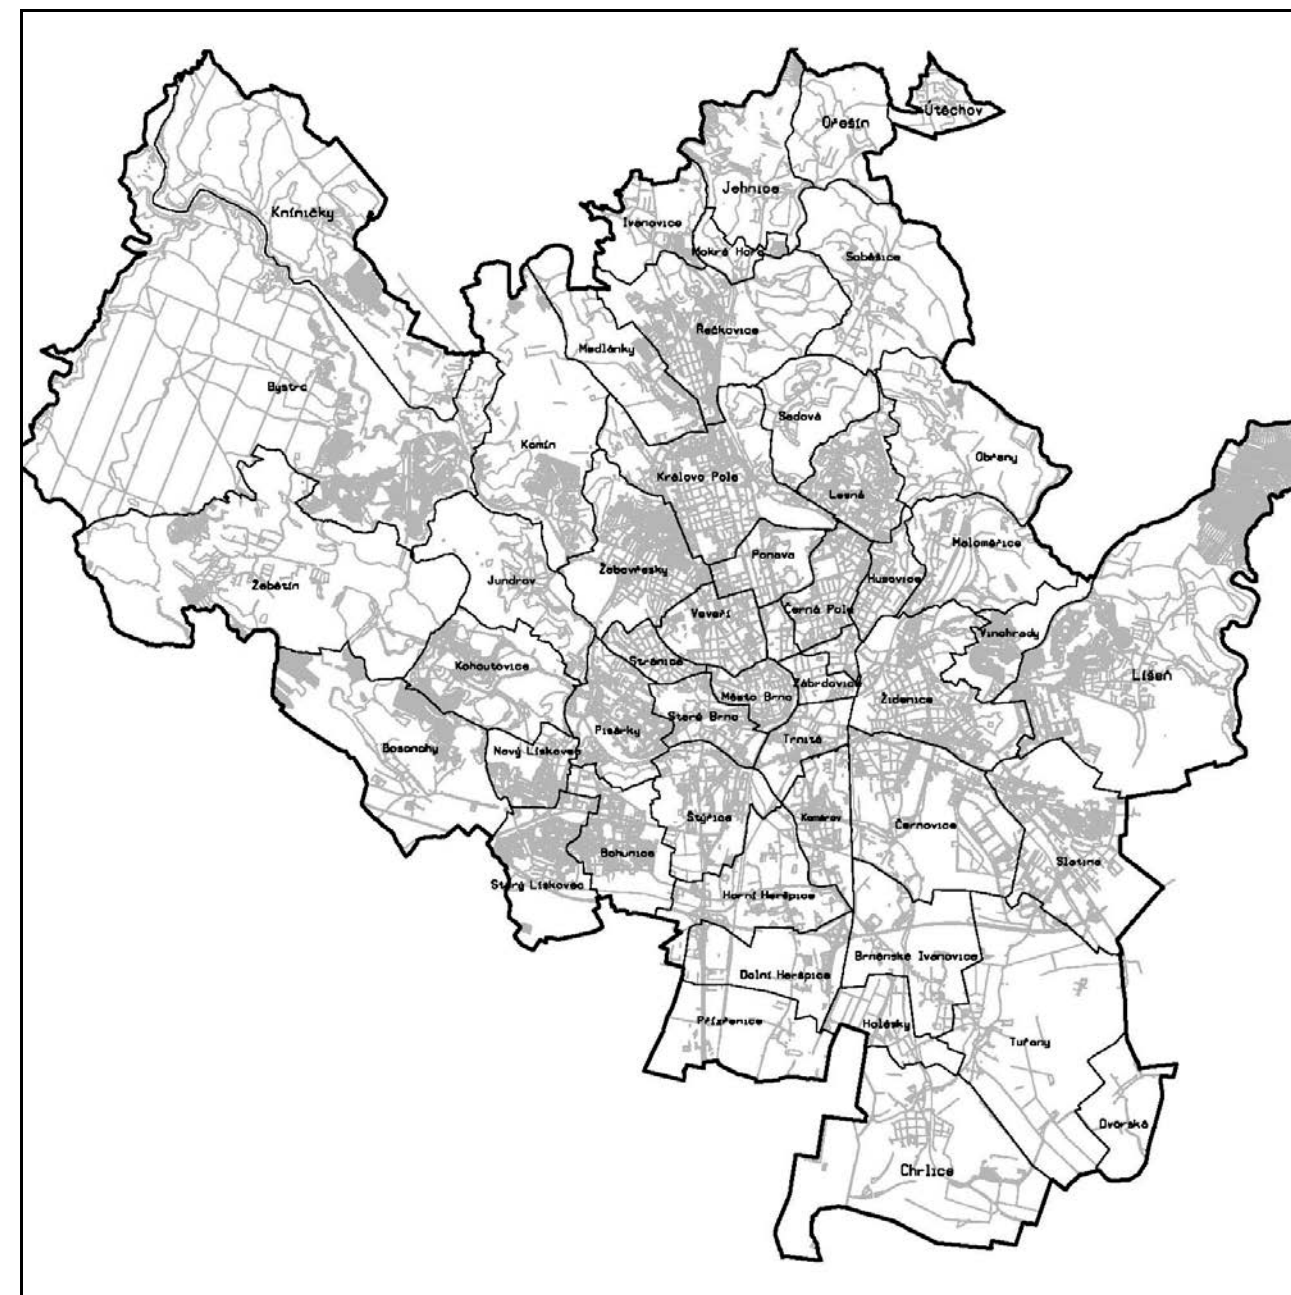 Útěchov
Ořešín
Jehnice
Kníničky
Ivanovice
Mokrá Hora
Soběšice
Řečkovice
Medlánky
Bystrc
Sadová
Komín
Obřany
Královo Pole
Lesná
Maloměřice
Ponava
Žabovřesky
Jundrov
Husovice
Žebětín
Veveří
Černá Pole
Vinohrady
Stránice
Kohoutovice
Líšeň
Zábrdovice
Město Brno
Židenice
Staré Brno
Pisárky
Trnitá
Bosonohy
Nový Lískovec
Štýřice
Komárov
Černovice
Bohunice
Slatina
Starý Lískovec
Horní Heršpice
Brněnské Ivanovice
Dolní Heršpice
Přízřenice
Holásky
Tuřany
Dvorská
Chrlice